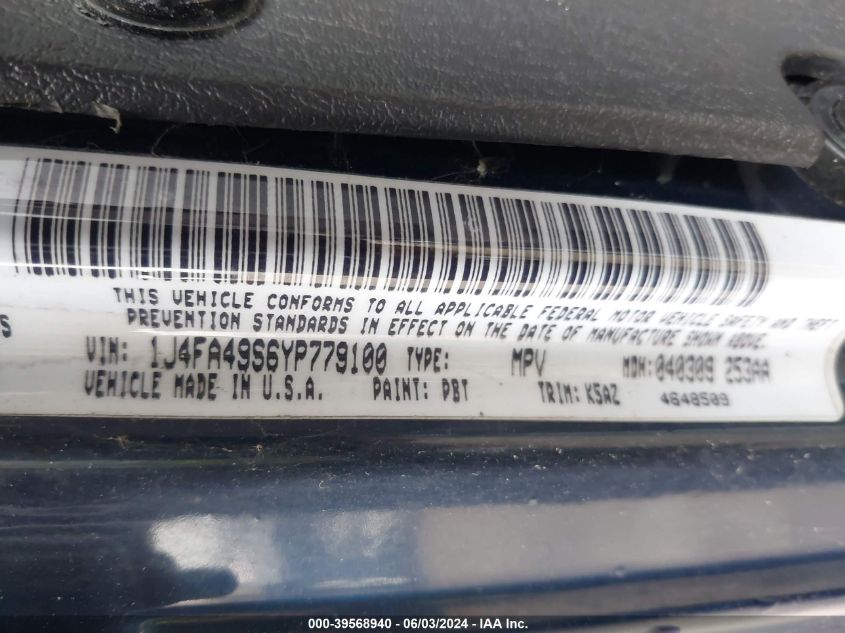 THIS VEHICLE CONFORMS TO ALL APPLICABLE FEDERAL MOTOR VEHICLE SAFETY AND THEFT
S PREVENTION STANDARDS IN EFFECT ON THE DATE OF MANUFACTURE SHOWN ABOVE.
VIN: 1J4FA49S6YP779100 TYPE: MPV MDH: 040309 253AA
VEHICLE MADE IN U.S.A. PAINT: PBT TRIM: K5AZ 4648509
000-39568940 - 06/03/2024 - IAA Inc.